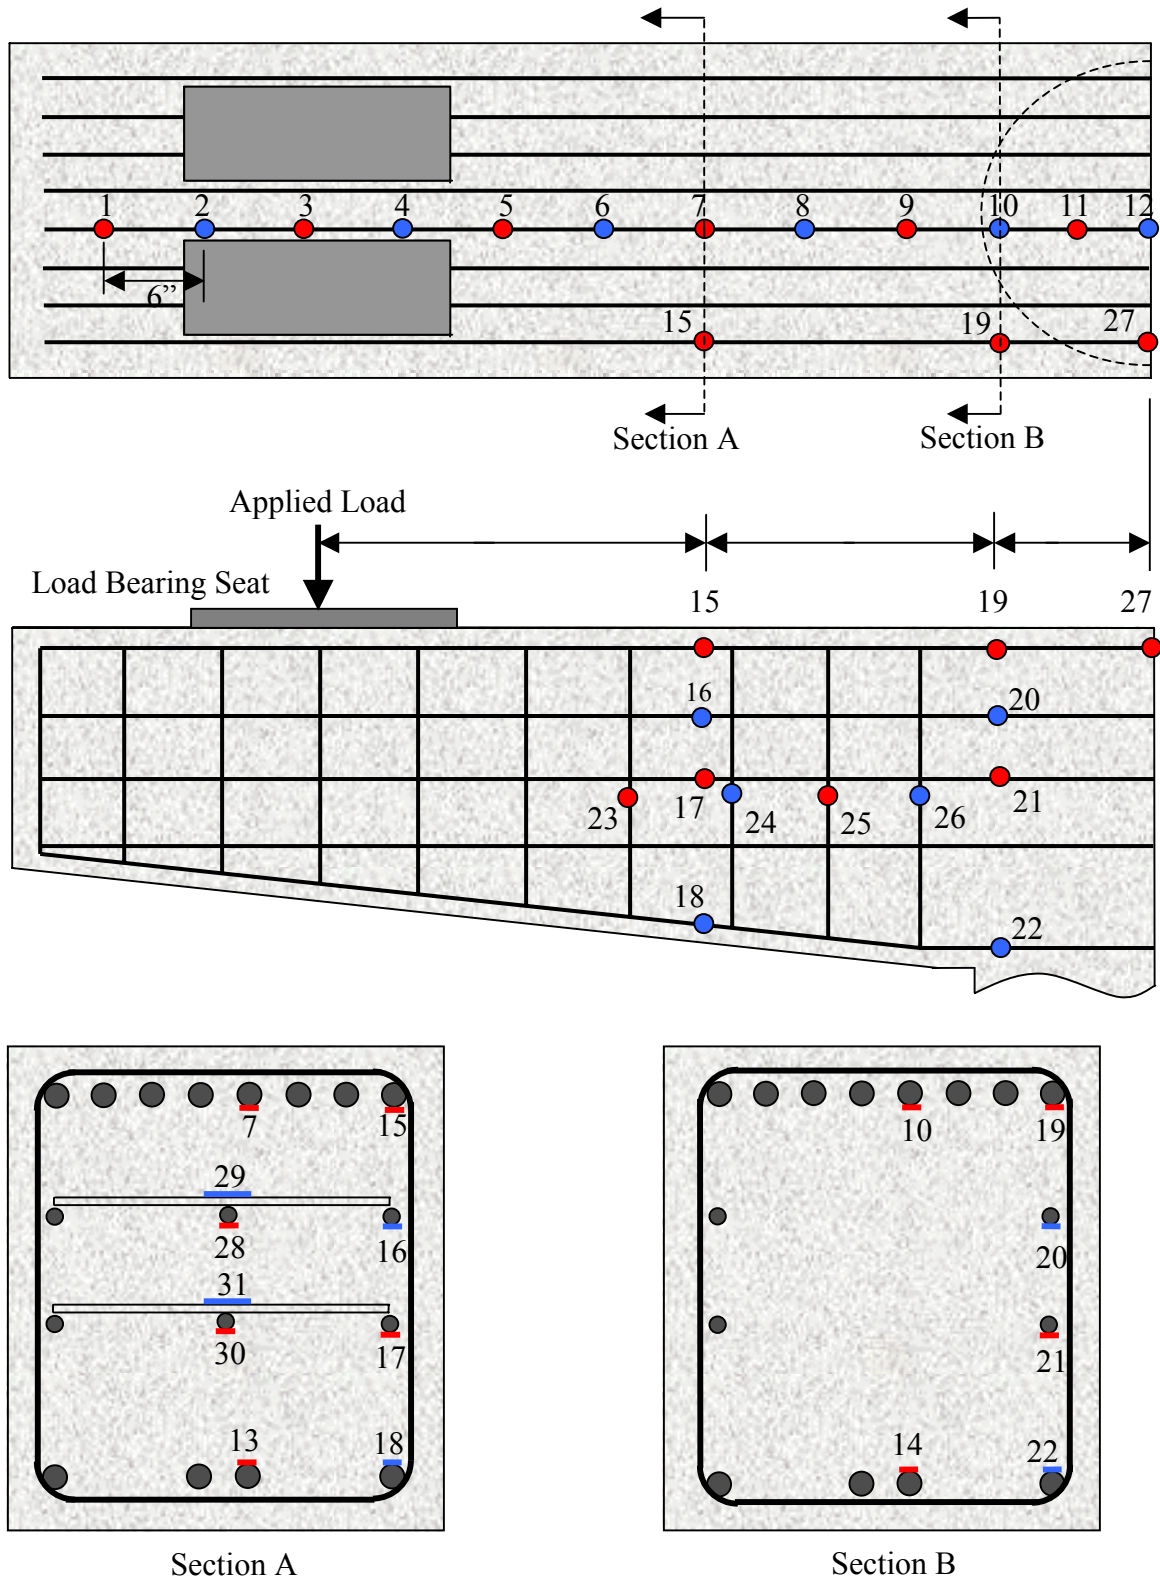 1 2 3 4 5 6 7 8 9 10 11 12
6”
15 19 27
Section A Section B
Applied Load
Load Bearing Seat
15 19 27
16 20
23 17 24 25 26 21
18 22
7 15 10 19
29
28 16 20
31
30 17 21
13 18 14 22
Section A Section B